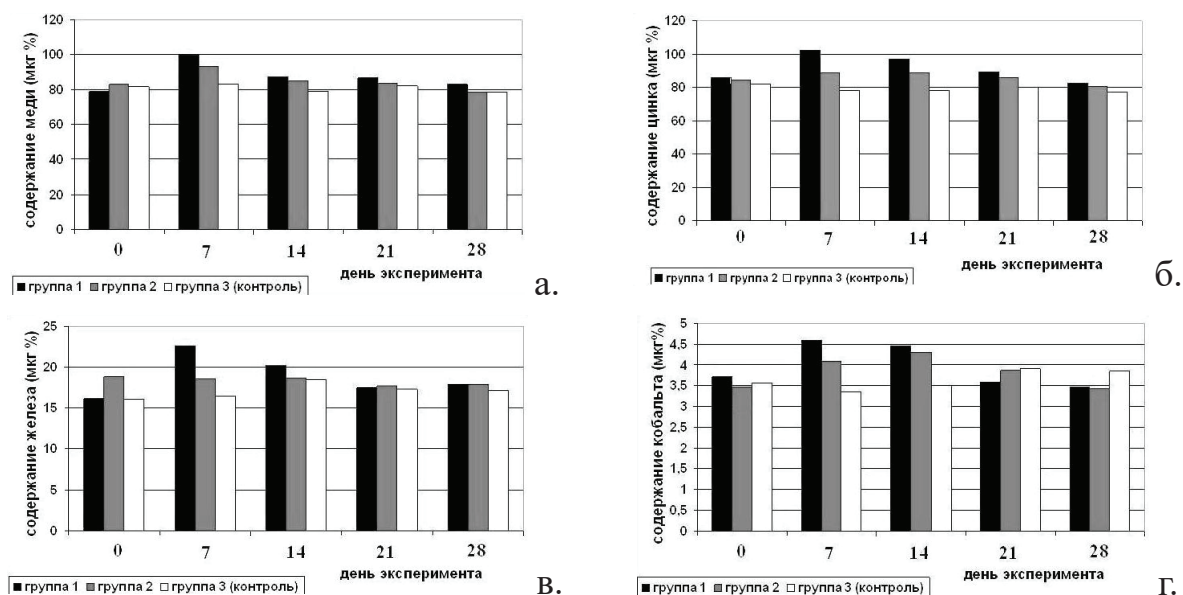 содержание меди (мкг %)
120
100
80
60
40
20
0
0 7 14 21 28
день эксперимента
группа 1 группа 2 группа 3 (контроль)
а.
содержание цинка (мкг %)
120
100
80
60
40
20
0
0 7 14 21 28
день эксперимента
группа 1 группа 2 группа 3 (контроль)
б.
содержание железа (мкг %)
25
20
15
10
5
0
0 7 14 21 28
день эксперимента
группа 1 группа 2 группа 3 (контроль)
в.
содержание кобальта (мкг%)
5
4,5
4
3,5
3
2,5
2
1,5
1
0,5
0
0 7 14 21 28
день эксперимента
группа 1 группа 2 группа 3 (контроль)
г.